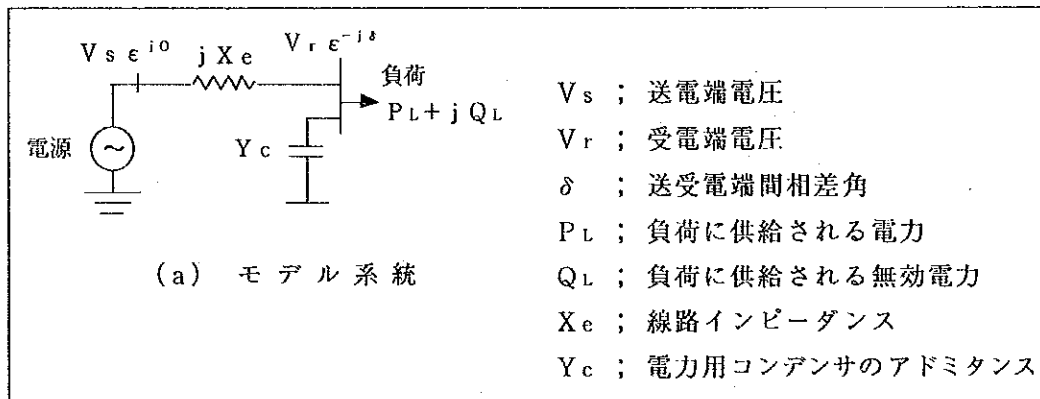 Vs ε^j0
j Xe
Vr ε^-jδ
負荷
PL + j QL
電源
Yc
(a) モデル系統
Vs ; 送電端電圧
Vr ; 受電端電圧
δ ; 送受電端間相差角
PL ; 負荷に供給される電力
QL ; 負荷に供給される無効電力
Xe ; 線路インピーダンス
Yc ; 電力用コンデンサのアドミタンス